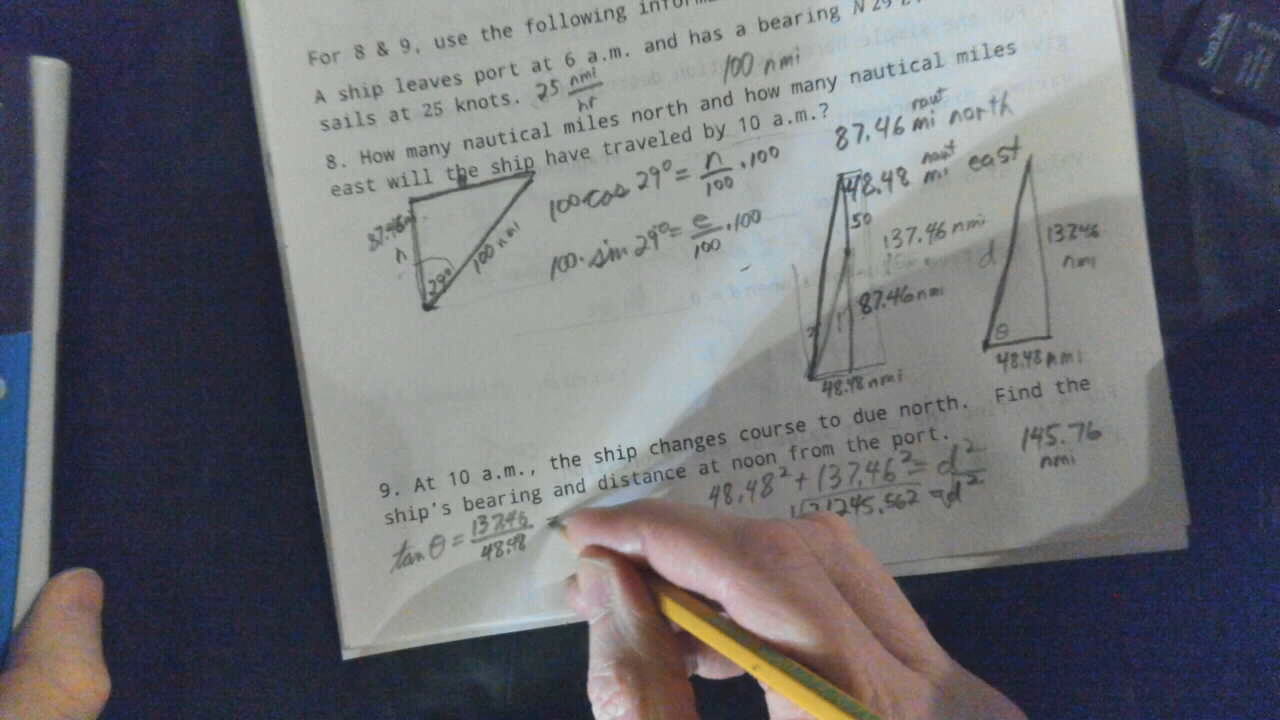 For 8 & 9, use the following
A ship leaves port at 6 a.m. and has a bearing N 29
sails at 25 knots. 25 nmi/hr
100 nmi
8. How many nautical miles north and how many nautical miles
east will the ship have traveled by 10 a.m.?
87.46 naut mi north
48.48 naut mi east
100·cos 29° = n/100 ·100
100· sin 29° = e/100 ·100
87.46
n
29°
100 nmi
50
137.46 nmi
87.46 nmi
48.48 nmi
d
137.46
nmi
θ
48.48 nmi
9. At 10 a.m., the ship changes course to due north. Find the
ship's bearing and distance at noon from the port.
145.76
nmi
48.48² + 137.46² = d²
21245.562 = d²
tan θ = 137.46/48.48
SanDisk